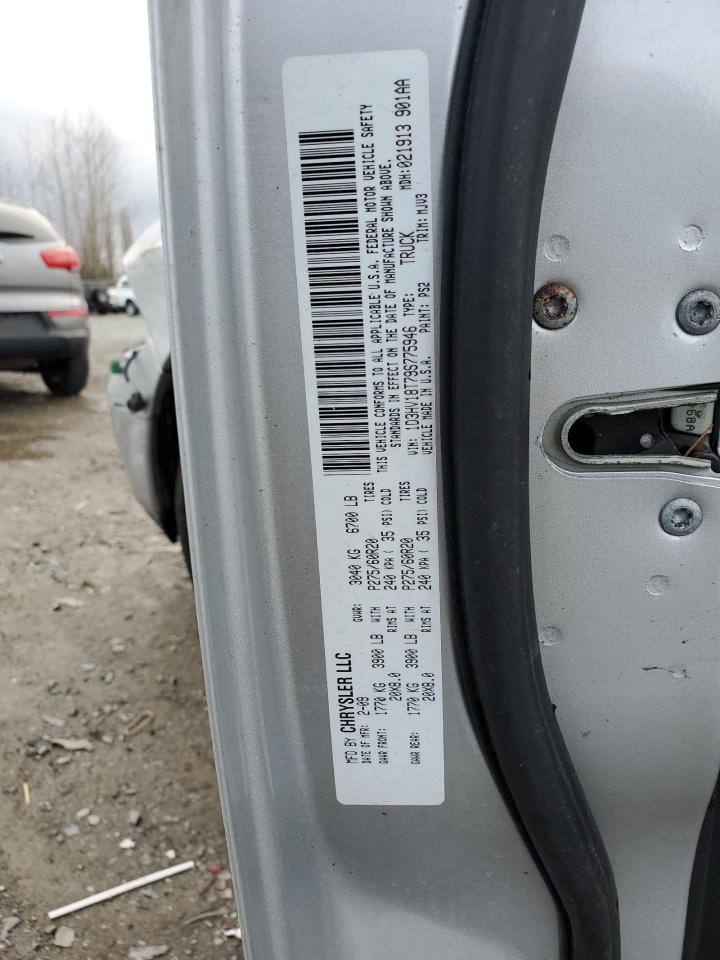 MFD BY CHRYSLER LLC
DATE OF MFR: 2-09 GVWR: 3040 KG 6700 LB
GAWR FRONT: 1770 KG 3900 LB WITH P275/60R20 TIRES
20X8.0 RIMS AT 240 KPA ( 35 PSI) COLD
GAWR REAR: 1770 KG 3900 LB WITH P275/60R20 TIRES
20X8.0 RIMS AT 240 KPA ( 35 PSI) COLD
THIS VEHICLE CONFORMS TO ALL APPLICABLE U.S.A. FEDERAL MOTOR VEHICLE SAFETY
STANDARDS IN EFFECT ON THE DATE OF MANUFACTURE SHOWN ABOVE.
VIN: 1D3HV18T79S775946 TYPE: TRUCK MDH:021913 901AA
VEHICLE MADE IN U.S.A. PAINT: PS2 TRIM: MJV3